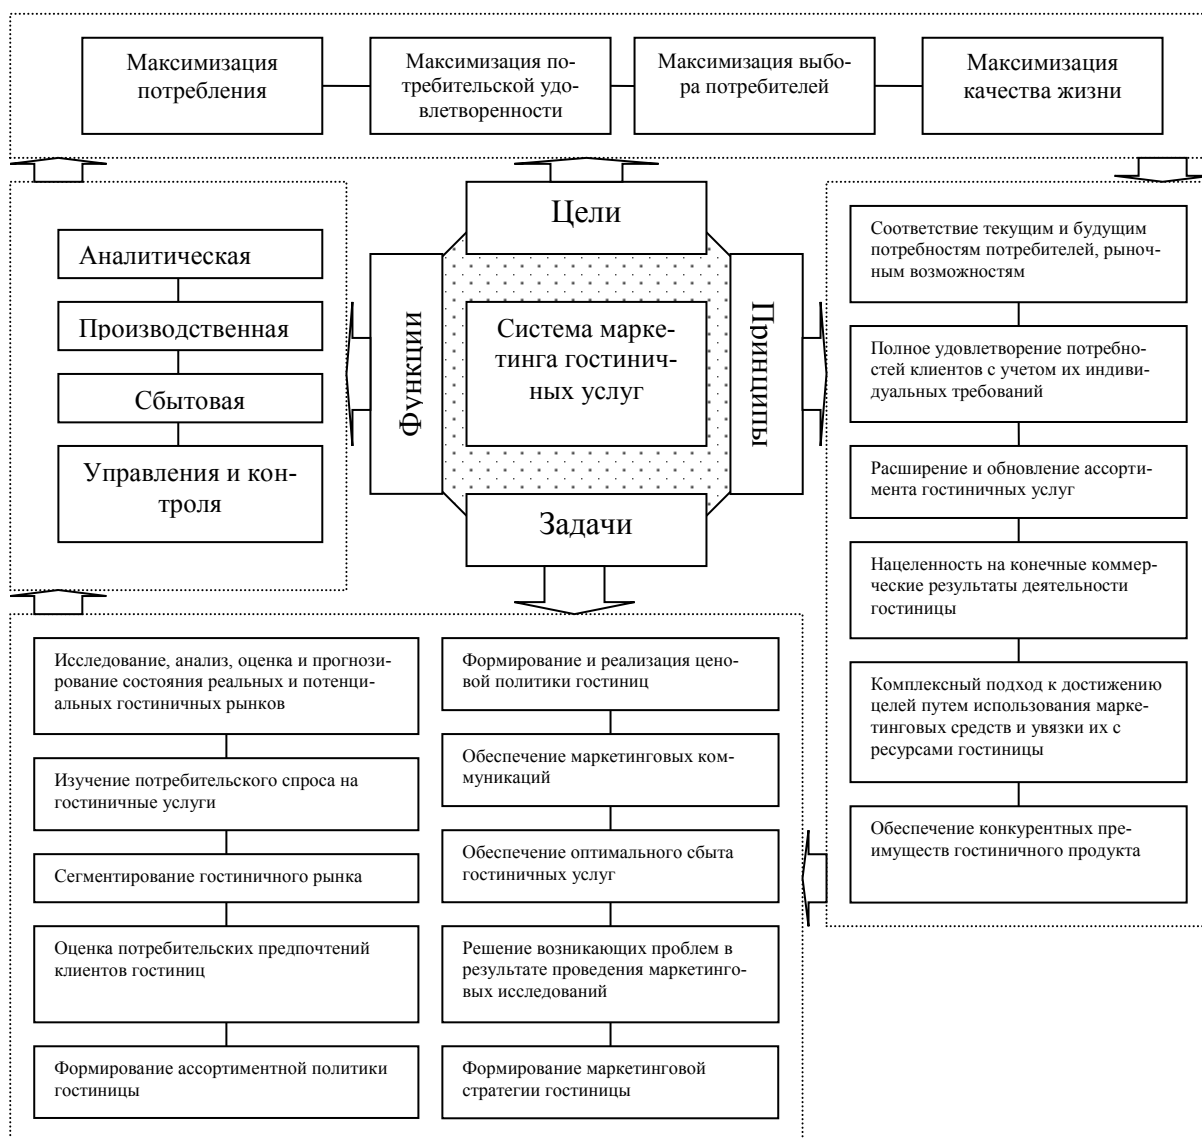 Максимизация
потребления
Максимизация по-
требительской удо-
влетворенности
Максимизация выбо-
ра потребителей
Максимизация
качества жизни
Цели
Функции
Система марке-
тинга гостинич-
ных услуг
Принципы
Задачи
Аналитическая
Производственная
Сбытовая
Управления и кон-
троля
Соответствие текущим и будущим
потребностям потребителей, рыноч-
ным возможностям
Полное удовлетворение потребно-
стей клиентов с учетом их индиви-
дуальных требований
Расширение и обновление ассорти-
мента гостиничных услуг
Нацеленность на конечные коммер-
ческие результаты деятельности
гостиницы
Комплексный подход к достижению
целей путем использования марке-
тинговых средств и увязки их с
ресурсами гостиницы
Обеспечение конкурентных пре-
имуществ гостиничного продукта
Исследование, анализ, оценка и прогнози-
рование состояния реальных и потенци-
альных гостиничных рынков
Изучение потребительского спроса на
гостиничные услуги
Сегментирование гостиничного рынка
Оценка потребительских предпочтений
клиентов гостиниц
Формирование ассортиментной политики
гостиницы
Формирование и реализация цено-
вой политики гостиниц
Обеспечение маркетинговых ком-
муникаций
Обеспечение оптимального сбыта
гостиничных услуг
Решение возникающих проблем в
результате проведения маркетинго-
вых исследований
Формирование маркетинговой
стратегии гостиницы